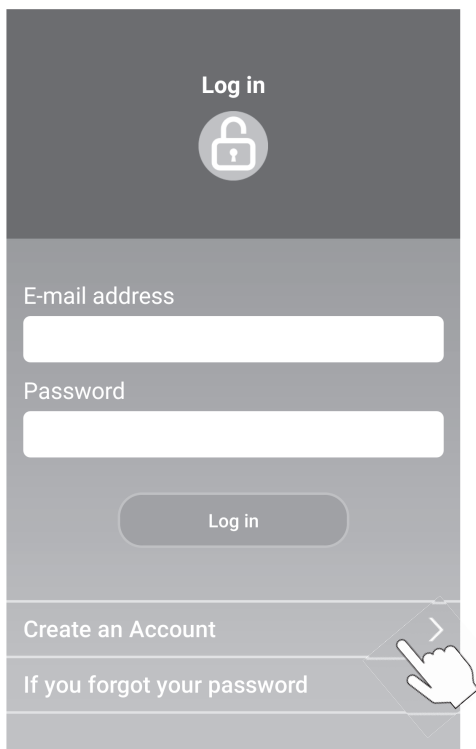 Log in
E-mail address
Password
Log in
Create an Account
If you forgot your password